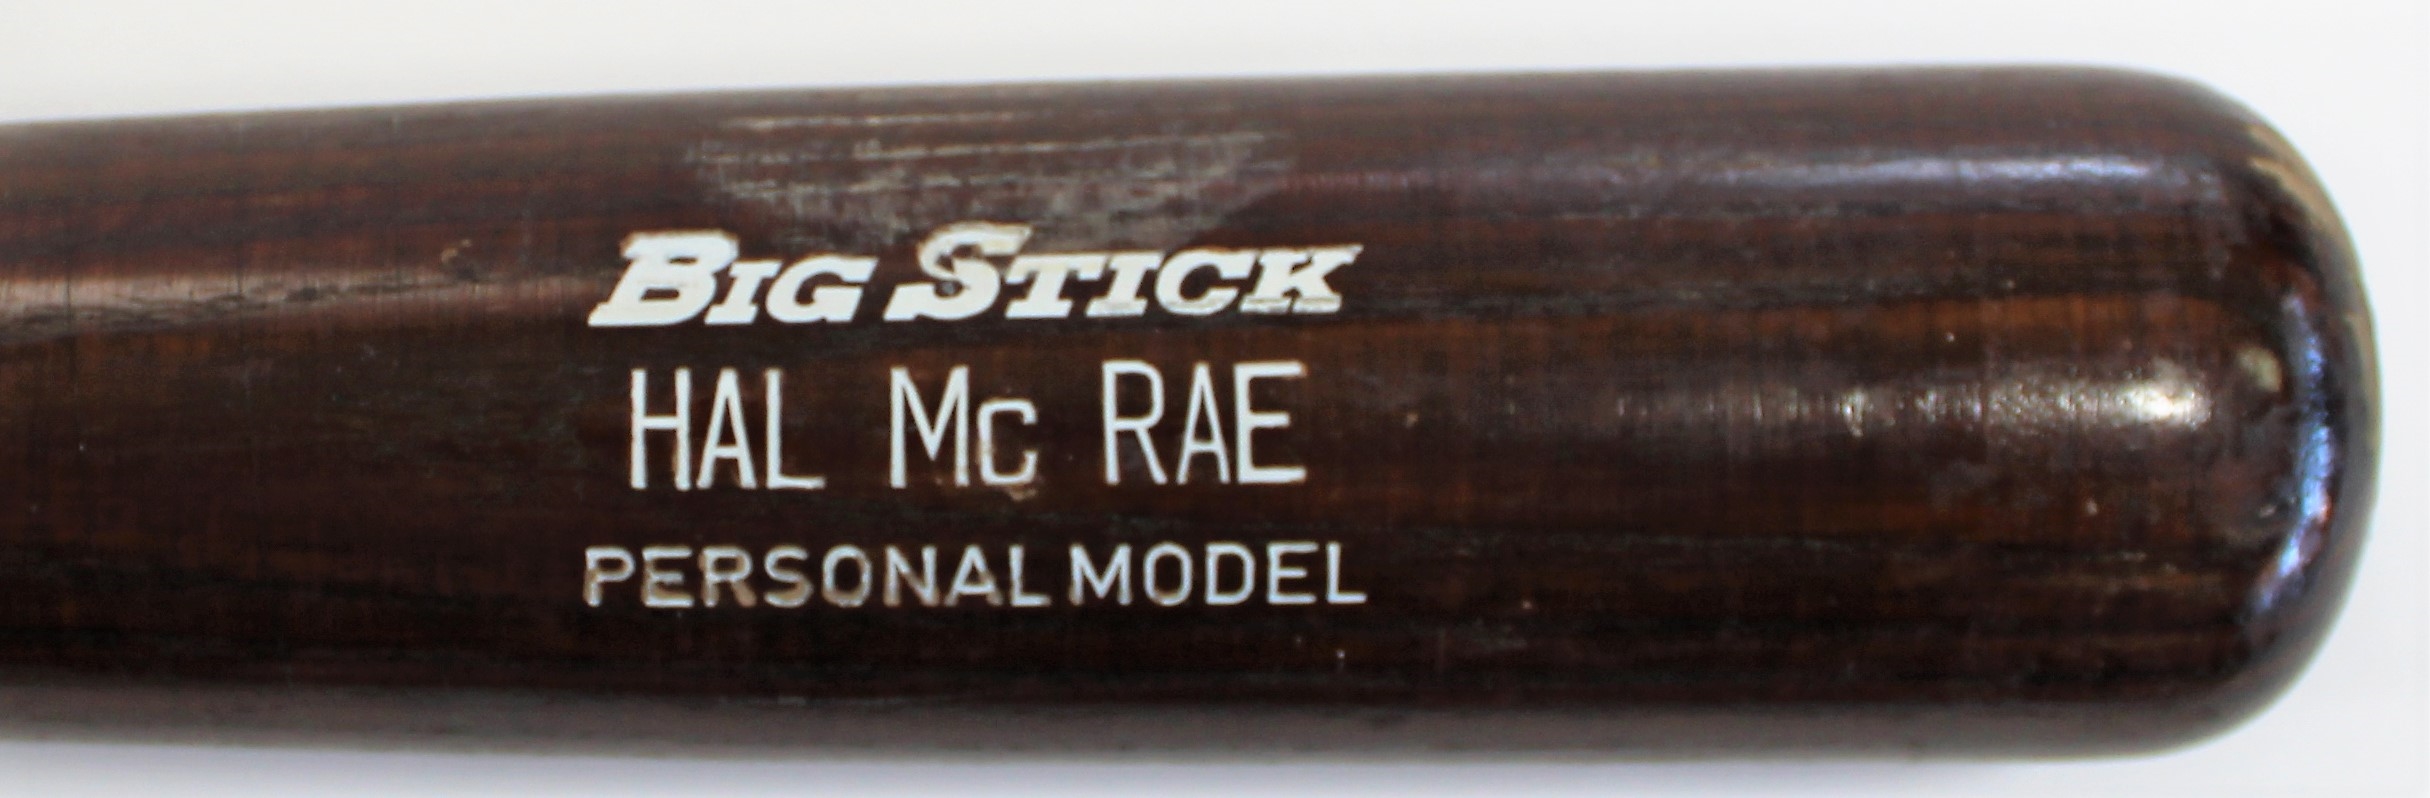 BIG STICK
HAL Mc RAE
PERSONAL MODEL